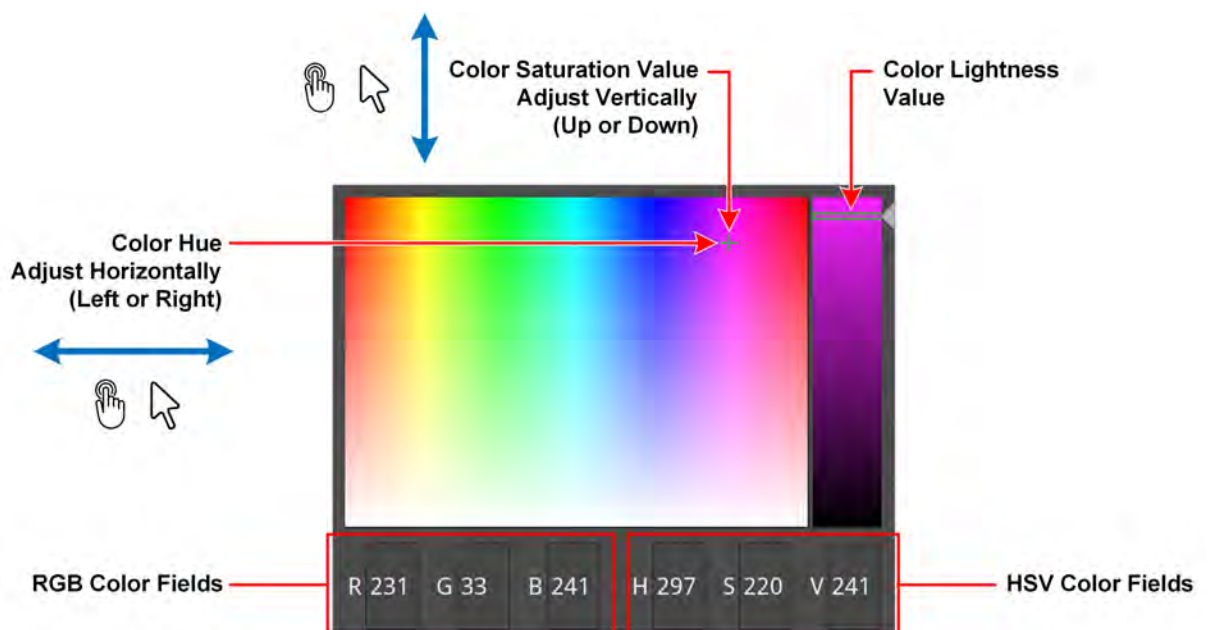 Color Saturation Value
Adjust Vertically
(Up or Down)
Color Lightness
Value
Color Hue
Adjust Horizontally
(Left or Right)
RGB Color Fields
R 231 G 33 B 241 H 297 S 220 V 241
HSV Color Fields